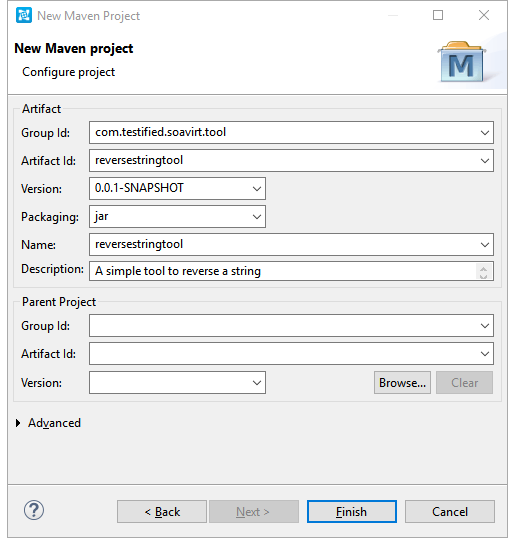 New Maven Project
New Maven project
Configure project
M
Artifact
Group Id: com.testified.soavirt.tool
Artifact Id: reversestringtool
Version: 0.0.1-SNAPSHOT
Packaging: jar
Name: reversestringtool
Description: A simple tool to reverse a string
Parent Project
Group Id:
Artifact Id:
Version: Browse... Clear
Advanced
? < Back Next > Finish Cancel